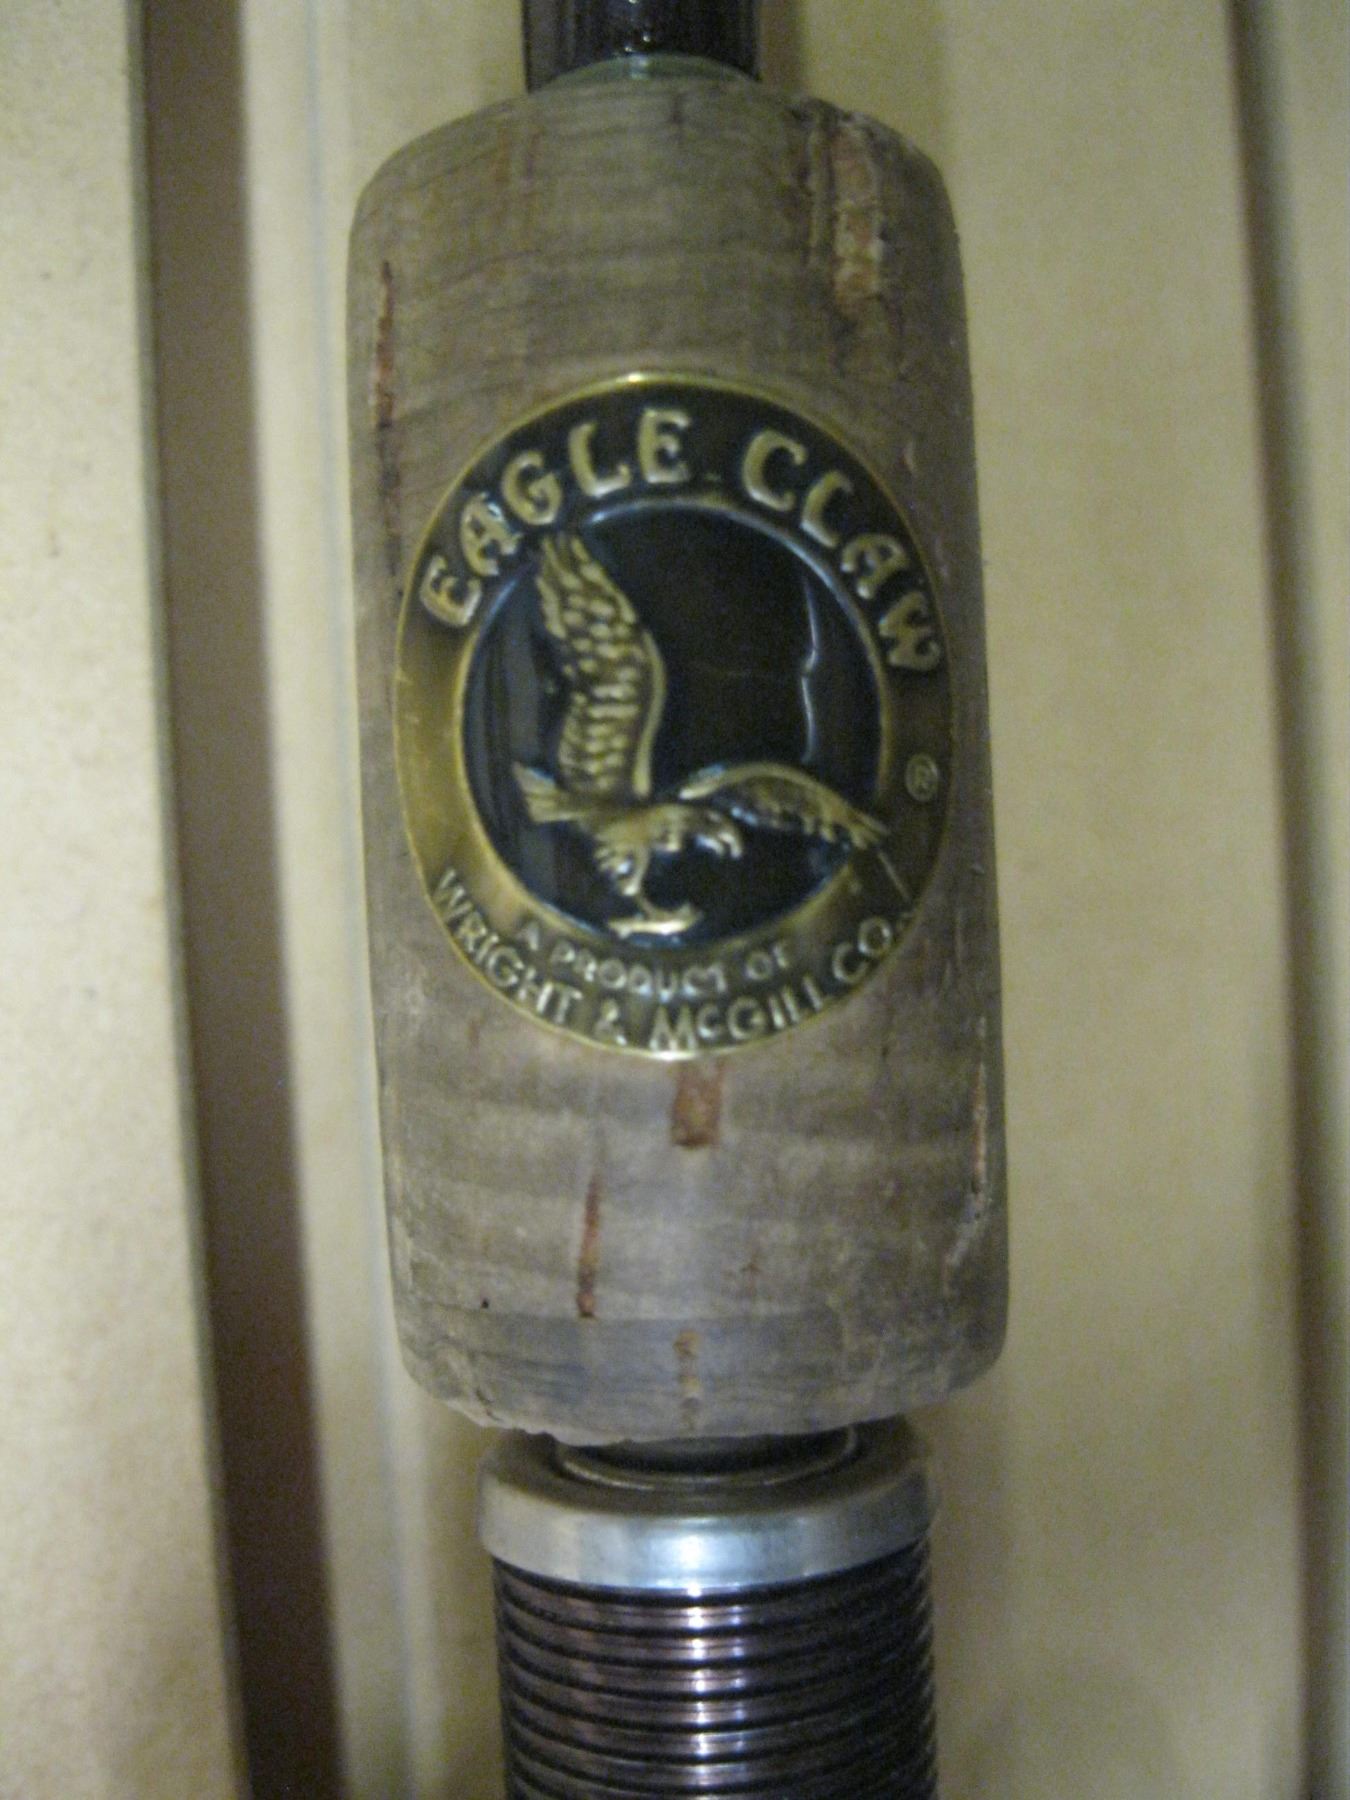 EAGLE CLAW
®
A PRODUCT OF
WRIGHT & McGILL CO.